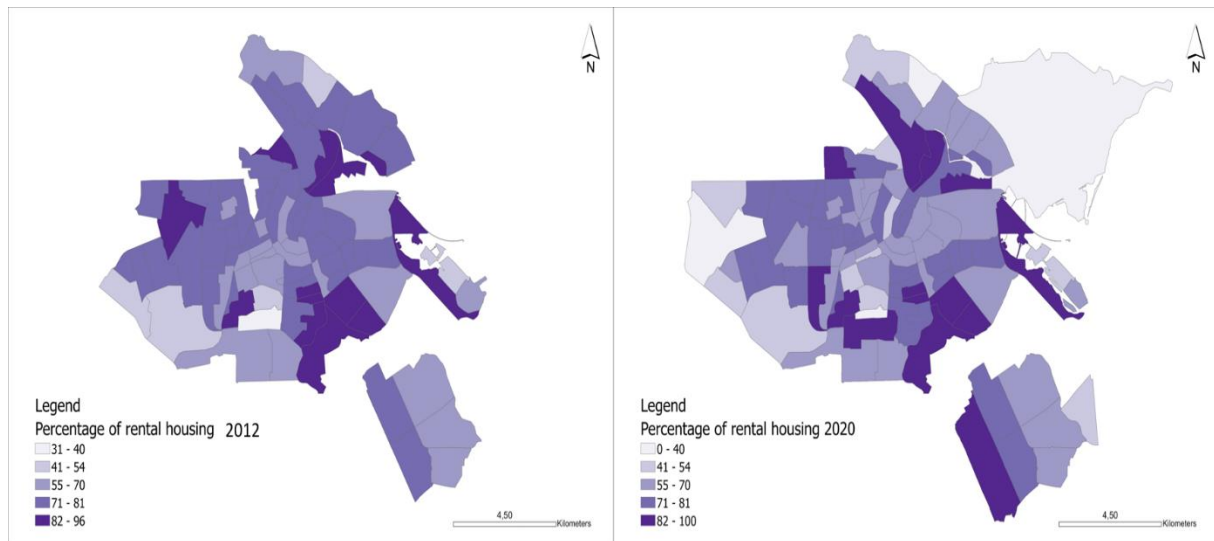 N
Legend
Percentage of rental housing 2012
31 - 40
41 - 54
55 - 70
71 - 81
82 - 96
4,50
Kilometers
N
Legend
Percentage of rental housing 2020
0 - 40
41 - 54
55 - 70
71 - 81
82 - 100
4,50
Kilometers